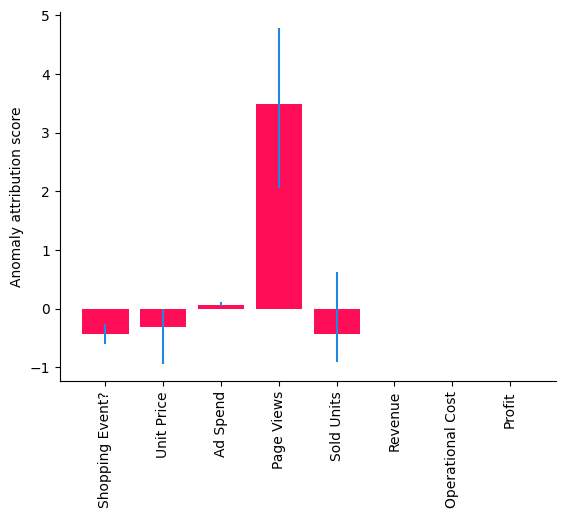 Anomaly attribution score
5
4
3
2
1
0
−1
Shopping Event?
Unit Price
Ad Spend
Page Views
Sold Units
Revenue
Operational Cost
Profit